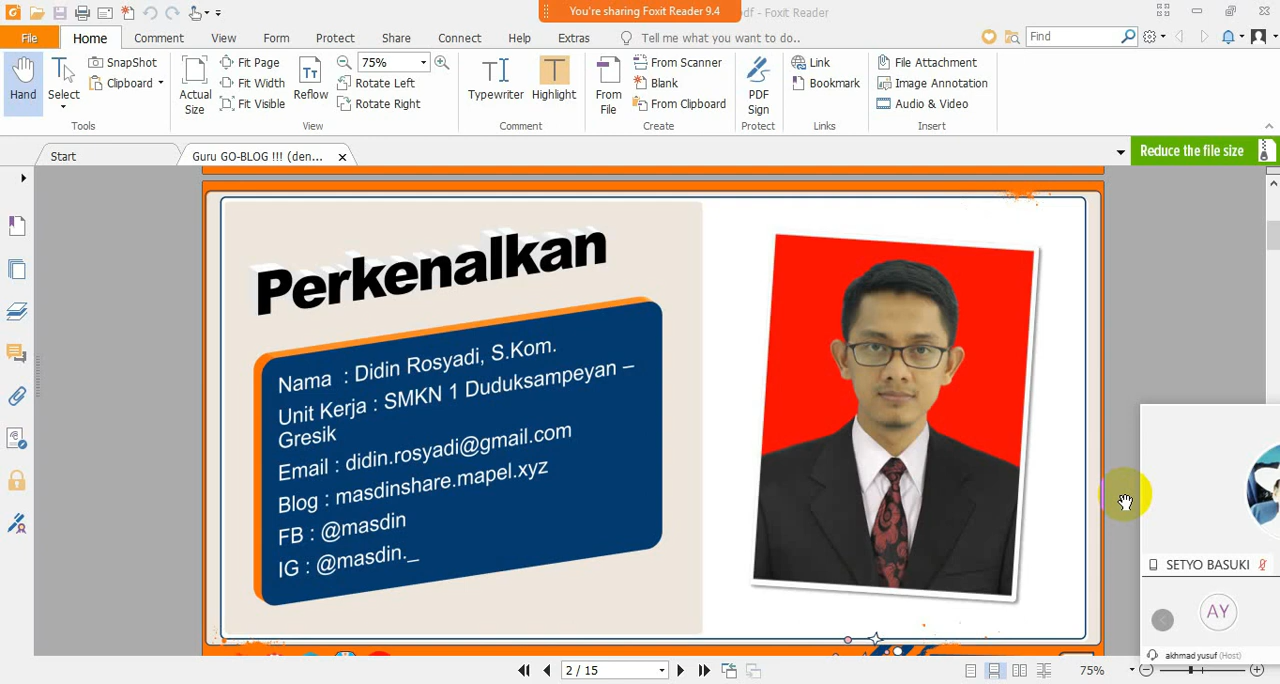 You're sharing Foxit Reader 9.4
df - Foxit Reader
File
Home
Comment
View
Form
Protect
Share
Connect
Help
Extras
Tell me what you want to do..
Find
Hand
Select
SnapShot
Clipboard
Tools
Actual Size
Fit Page
Fit Width
Fit Visible
Reflow
75%
Rotate Left
Rotate Right
View
Typewriter
Highlight
Comment
From File
From Scanner
Blank
From Clipboard
Create
PDF Sign
Protect
Link
Bookmark
Links
File Attachment
Image Annotation
Audio & Video
Insert
Start
Guru GO-BLOG !!! (den...
Reduce the file size
Perkenalkan
Nama : Didin Rosyadi, S.Kom.
Unit Kerja : SMKN 1 Duduksampeyan –
Gresik
Email : didin.rosyadi@gmail.com
Blog : masdinshare.mapel.xyz
FB : @masdin
IG : @masdin._
SETYO BASUKI
AY
akhmad yusuf (Host)
2 / 15
75%